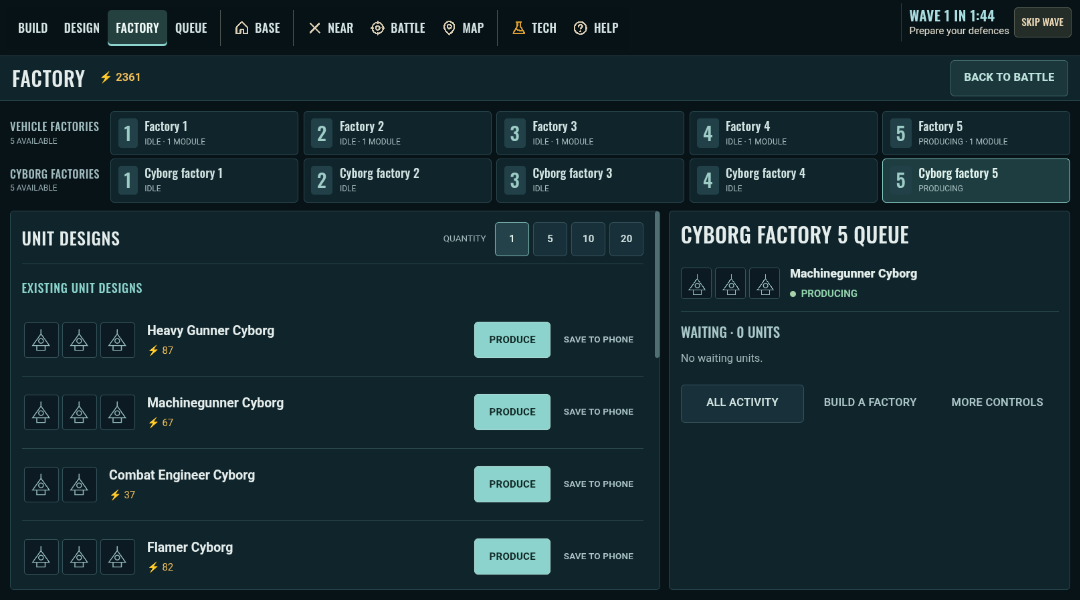 BUILD DESIGN FACTORY QUEUE BASE NEAR BATTLE MAP TECH HELP
WAVE 1 IN 1:44
Prepare your defences
SKIP WAVE
FACTORY ⚡ 2361
BACK TO BATTLE
VEHICLE FACTORIES
5 AVAILABLE
1 Factory 1
IDLE · 1 MODULE
2 Factory 2
IDLE · 1 MODULE
3 Factory 3
IDLE · 1 MODULE
4 Factory 4
IDLE · 1 MODULE
5 Factory 5
PRODUCING · 1 MODULE
CYBORG FACTORIES
5 AVAILABLE
1 Cyborg factory 1
IDLE
2 Cyborg factory 2
IDLE
3 Cyborg factory 3
IDLE
4 Cyborg factory 4
IDLE
5 Cyborg factory 5
PRODUCING
UNIT DESIGNS
QUANTITY 1 5 10 20
EXISTING UNIT DESIGNS
Heavy Gunner Cyborg
⚡ 87
PRODUCE SAVE TO PHONE
Machinegunner Cyborg
⚡ 67
PRODUCE SAVE TO PHONE
Combat Engineer Cyborg
⚡ 37
PRODUCE SAVE TO PHONE
Flamer Cyborg
⚡ 82
PRODUCE SAVE TO PHONE
CYBORG FACTORY 5 QUEUE
Machinegunner Cyborg
● PRODUCING
WAITING · 0 UNITS
No waiting units.
ALL ACTIVITY BUILD A FACTORY MORE CONTROLS